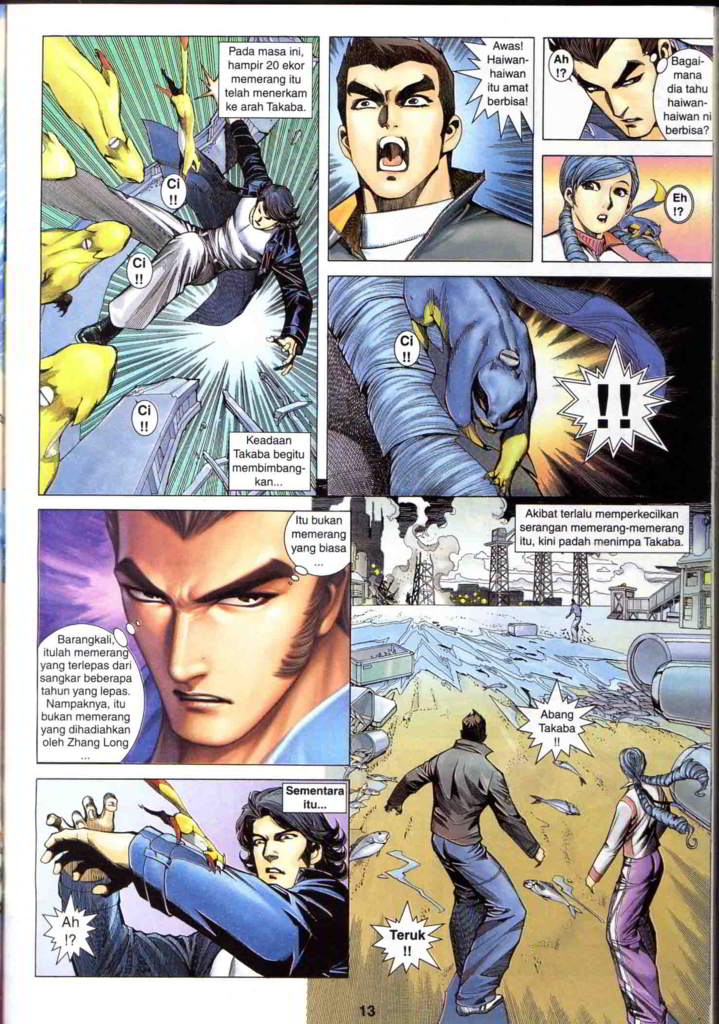 Pada masa ini,
hampir 20 ekor
memerang itu
telah menerkam
ke arah Takaba.
Ci
!!
Ci
!!
Ci
!!
Keadaan
Takaba begitu
membimbang-
kan...
Awas!
Haiwan-
haiwan
itu amat
berbisa!
Ah
!?
Bagai-
mana
dia tahu
haiwan-
haiwan ni
berbisa?
Eh
!?
Ci
!!
!!
Itu bukan
memerang
yang biasa
...
Barangkali,
itulah memerang
yang terlepas dari
sangkar beberapa
tahun yang lepas.
Nampaknya, itu
bukan memerang
yang dihadiahkan
oleh Zhang Long
...
Akibat terlalu memperkecilkan
serangan memerang-memerang
itu, kini padah menimpa Takaba.
Abang
Takaba
!!
Teruk
!!
Sementara
itu...
Ah
!?
13